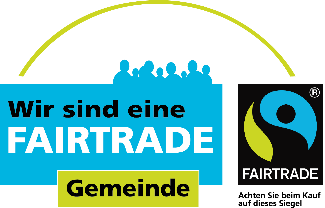 Wir sind eine
FAIRTRADE
Gemeinde
®
FAIRTRADE
Achten Sie beim Kauf
auf dieses Siegel